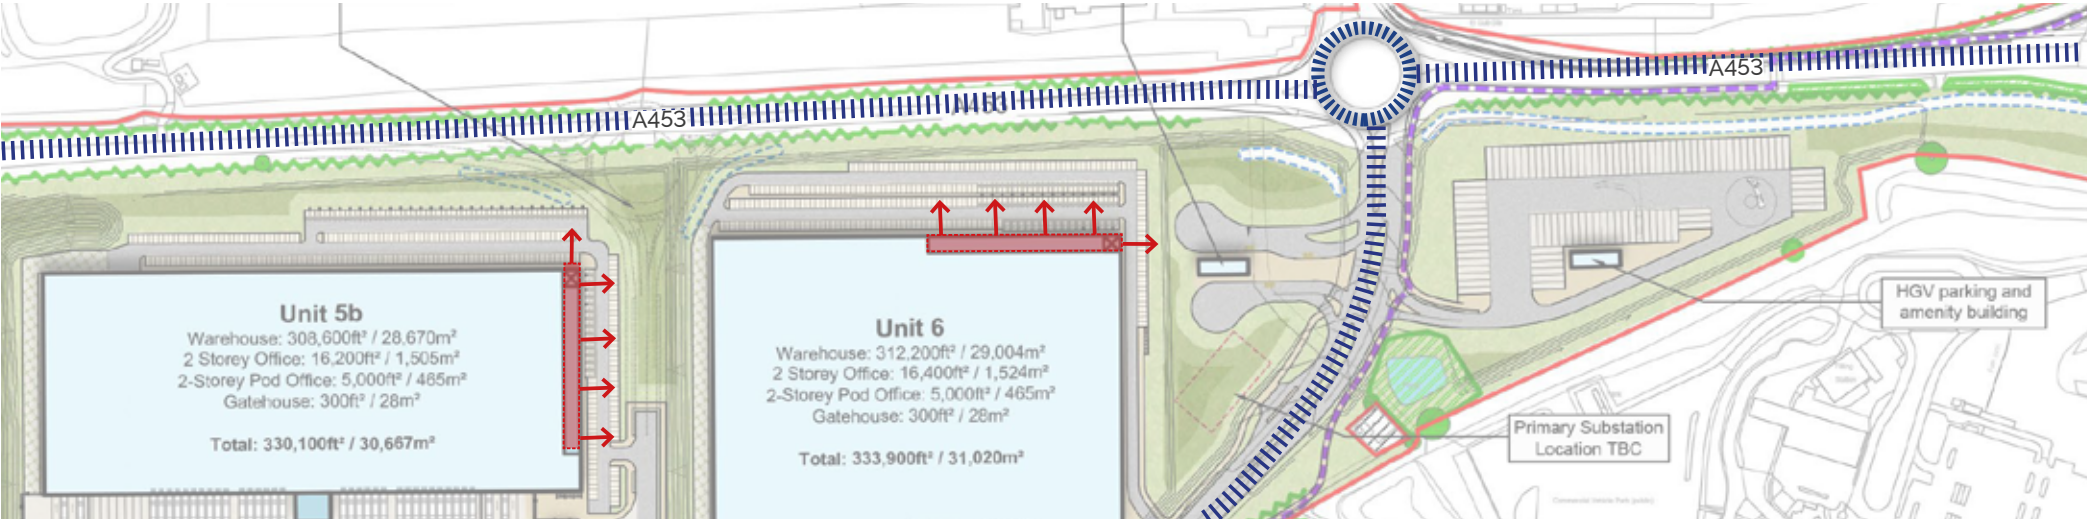 A453
A453
A453
Unit 5b
Warehouse: 308,600ft² / 28,670m²
2 Storey Office: 16,200ft² / 1,505m²
2-Storey Pod Office: 5,000ft² / 465m²
Gatehouse: 300ft² / 28m²
Total: 330,100ft² / 30,667m²
Unit 6
Warehouse: 312,200ft² / 29,004m²
2 Storey Office: 16,400ft² / 1,524m²
2-Storey Pod Office: 5,000ft² / 465m²
Gatehouse: 300ft² / 28m²
Total: 333,900ft² / 31,020m²
HGV parking and
amenity building
Primary Substation
Location TBC